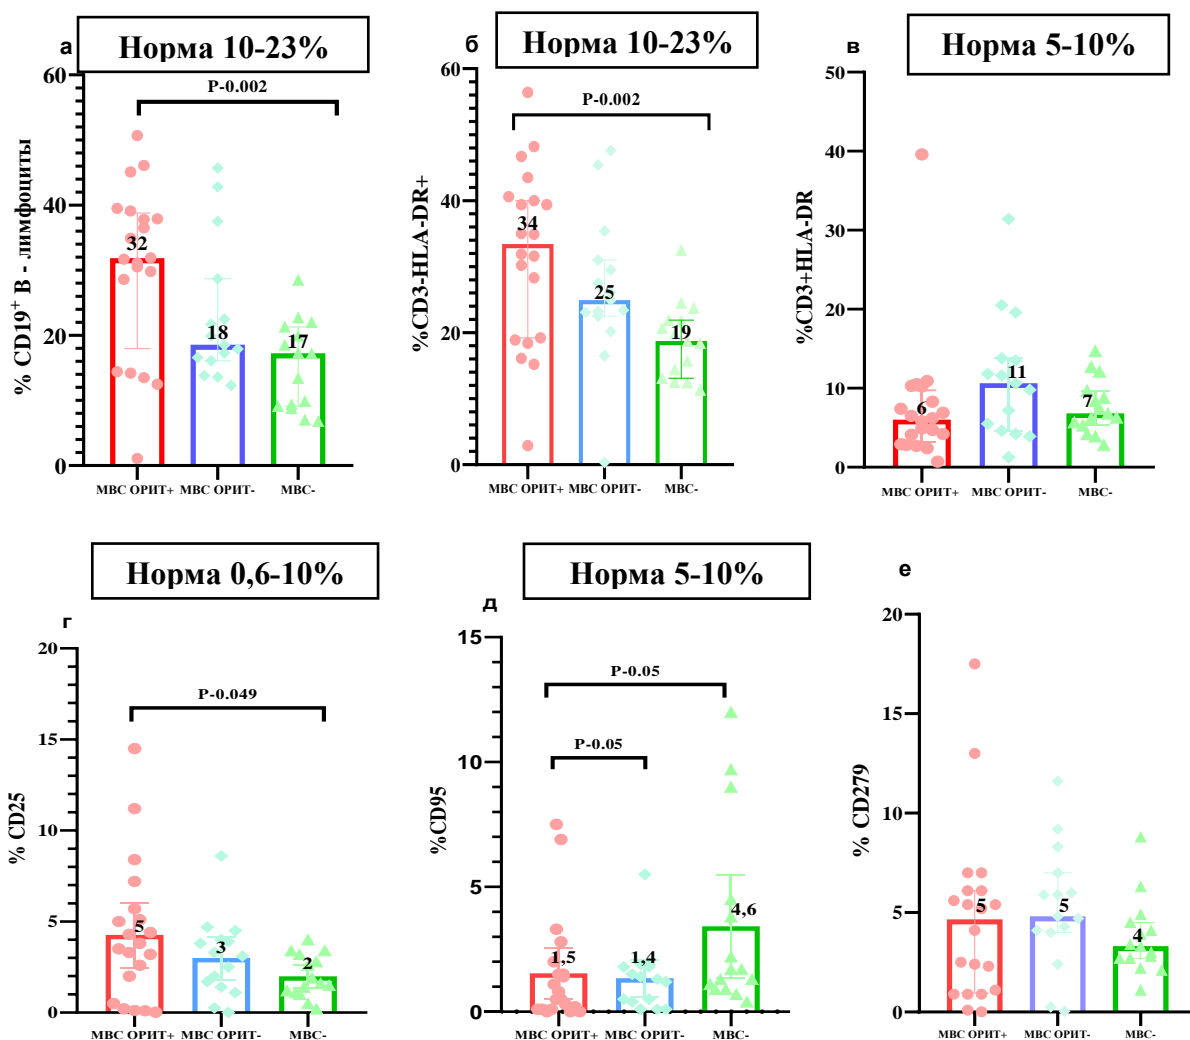 а
Норма 10-23%
P-0.002
% CD19⁺ В - лимфоциты
60
40
20
0
32
18
17
МВС ОРИТ+ МВС ОРИТ- МВС-
б
Норма 10-23%
P-0.002
%CD3-HLA-DR+
60
40
20
0
34
25
19
МВС ОРИТ+ МВС ОРИТ- МВС-
в
Норма 5-10%
%CD3+HLA-DR
50
40
30
20
10
0
6
11
7
МВС ОРИТ+ МВС ОРИТ- МВС-
г
Норма 0,6-10%
P-0.049
% CD25
20
15
10
5
0
5
3
2
МВС ОРИТ+ МВС ОРИТ- МВС-
д
Норма 5-10%
P-0.05
P-0.05
%CD95
15
10
5
0
1,5
1,4
4,6
МВС ОРИТ+ МВС ОРИТ- МВС-
е
% CD279
20
15
10
5
0
5
5
4
МВС ОРИТ+ МВС ОРИТ- МВС-